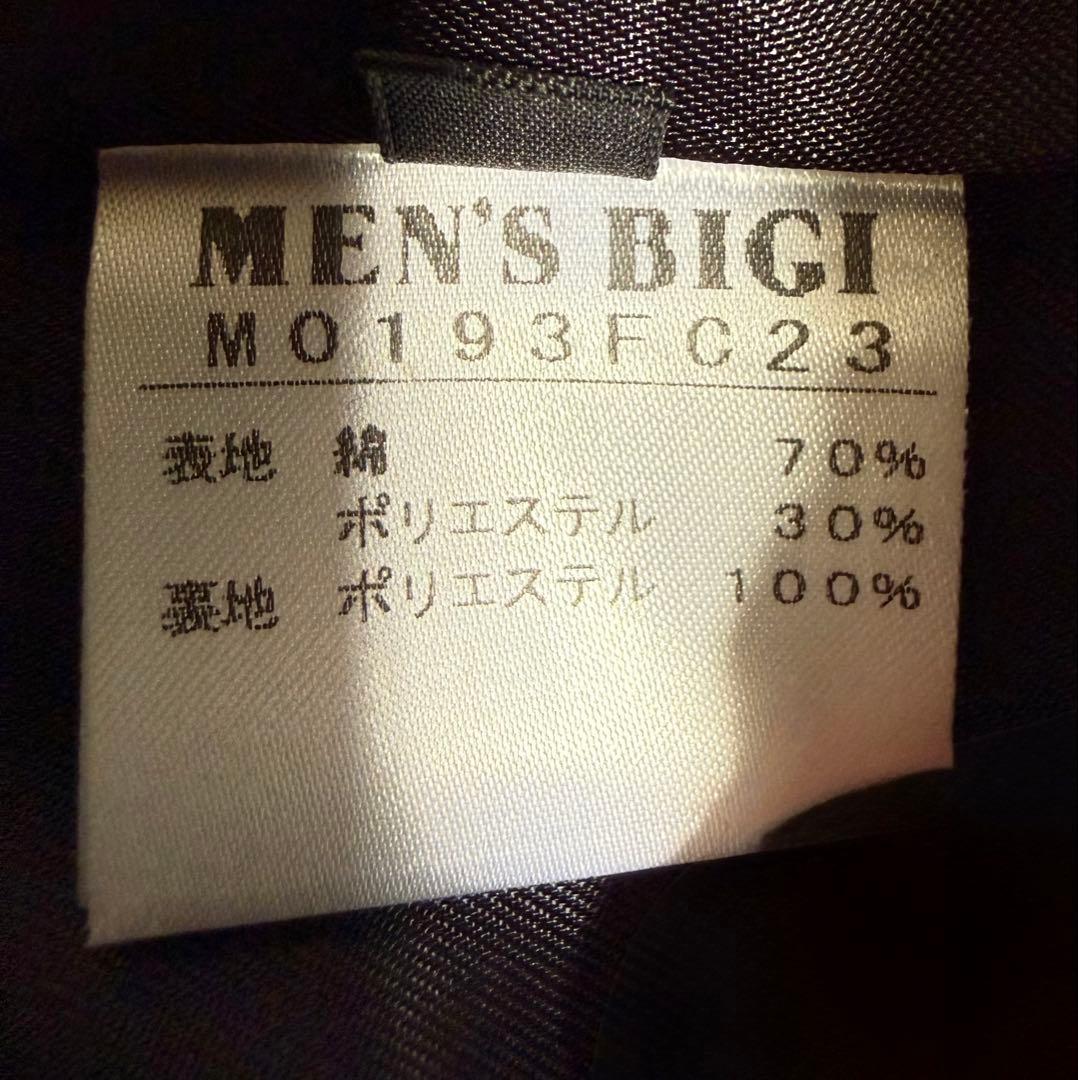 MEN'S BIGI
M0193FC23
表地 綿 70%
ポリエステル 30%
裏地 ポリエステル 100%